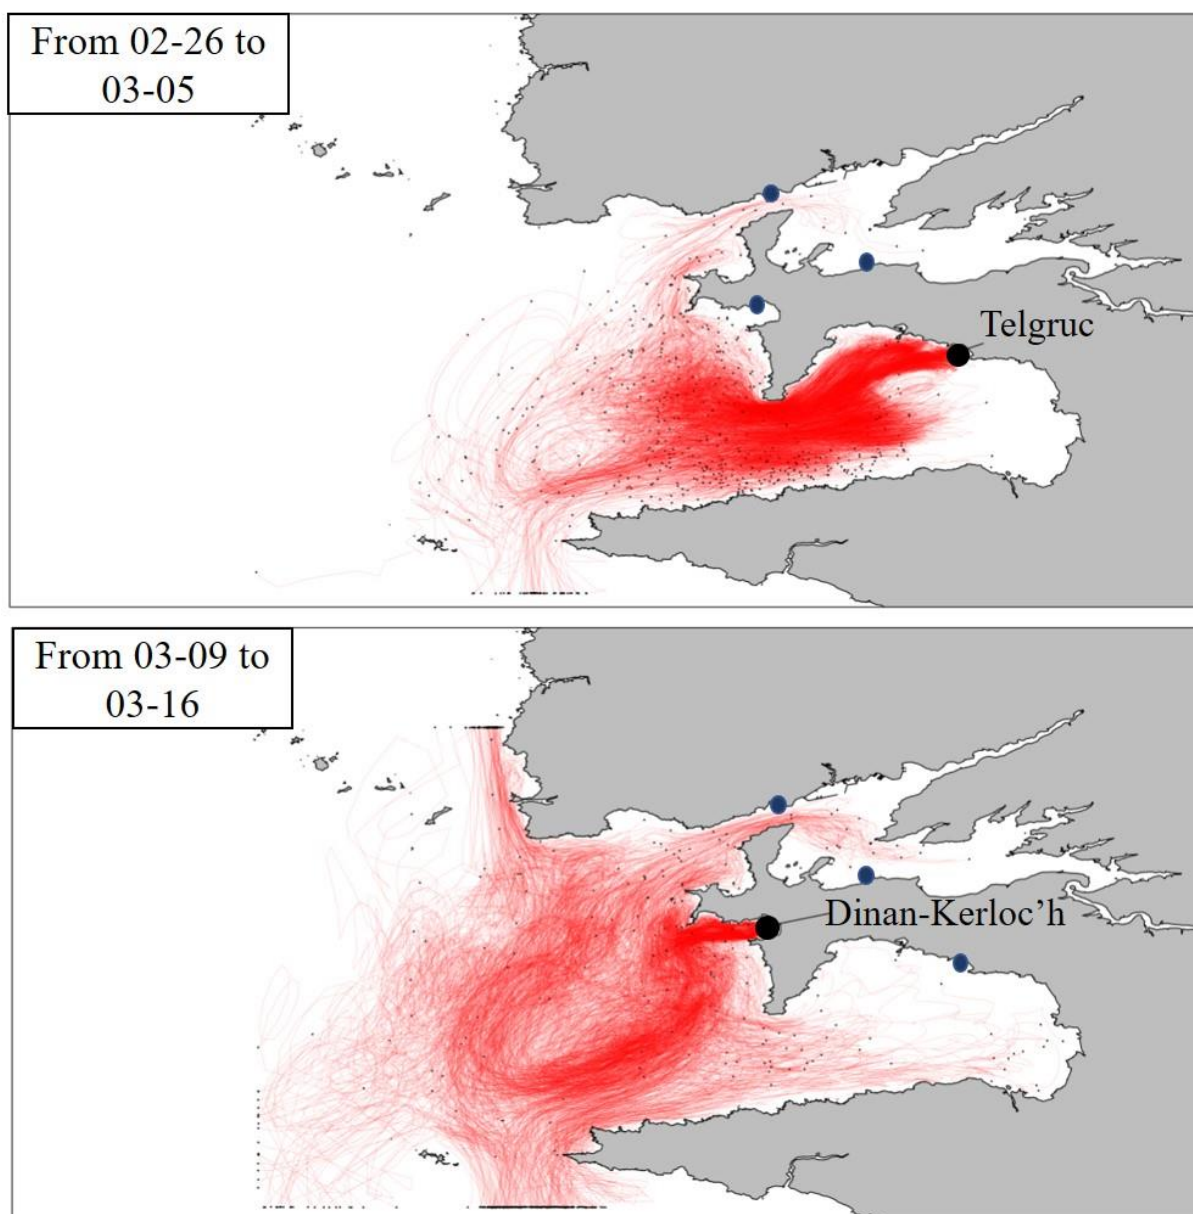 From 02-26 to
03-05
Telgruc
From 03-09 to
03-16
Dinan-Kerloc’h